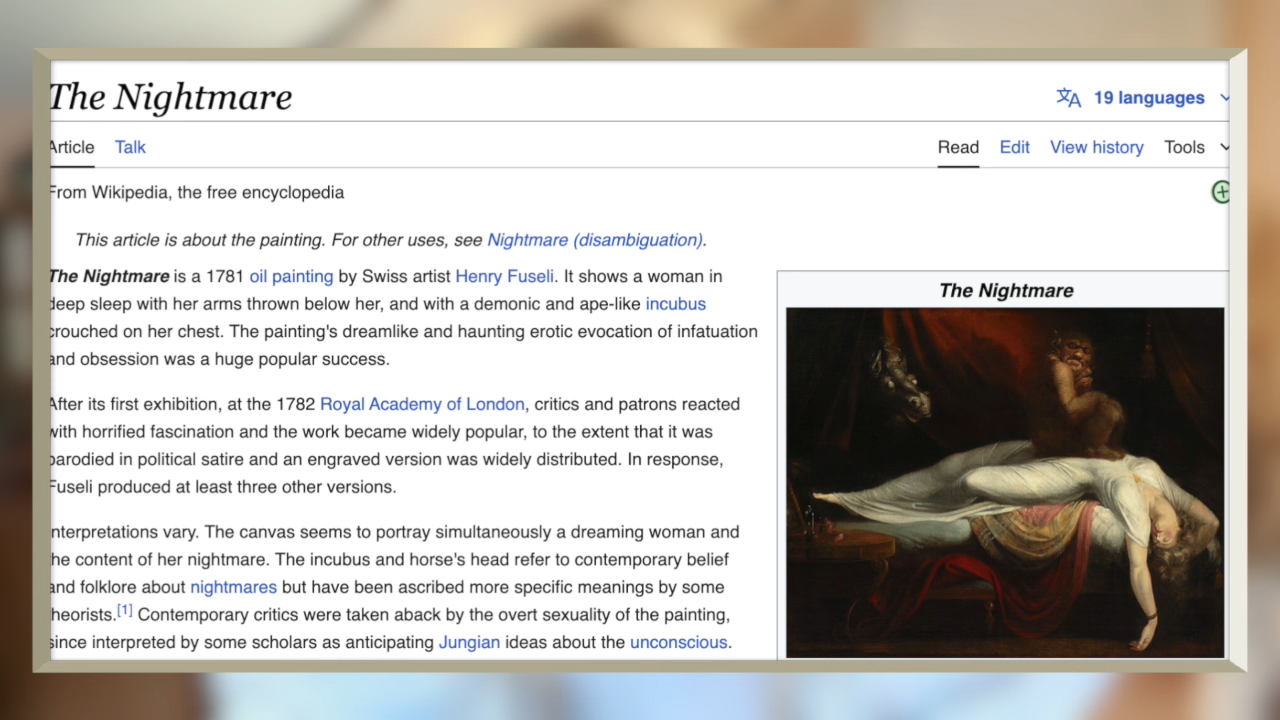 The Nightmare
19 languages
Article Talk
Read Edit View history Tools
From Wikipedia, the free encyclopedia
This article is about the painting. For other uses, see Nightmare (disambiguation).
The Nightmare is a 1781 oil painting by Swiss artist Henry Fuseli. It shows a woman in
deep sleep with her arms thrown below her, and with a demonic and ape-like incubus
crouched on her chest. The painting's dreamlike and haunting erotic evocation of infatuation
and obsession was a huge popular success.
After its first exhibition, at the 1782 Royal Academy of London, critics and patrons reacted
with horrified fascination and the work became widely popular, to the extent that it was
parodied in political satire and an engraved version was widely distributed. In response,
Fuseli produced at least three other versions.
Interpretations vary. The canvas seems to portray simultaneously a dreaming woman and
the content of her nightmare. The incubus and horse's head refer to contemporary belief
and folklore about nightmares but have been ascribed more specific meanings by some
theorists.[1] Contemporary critics were taken aback by the overt sexuality of the painting,
since interpreted by some scholars as anticipating Jungian ideas about the unconscious.
The Nightmare